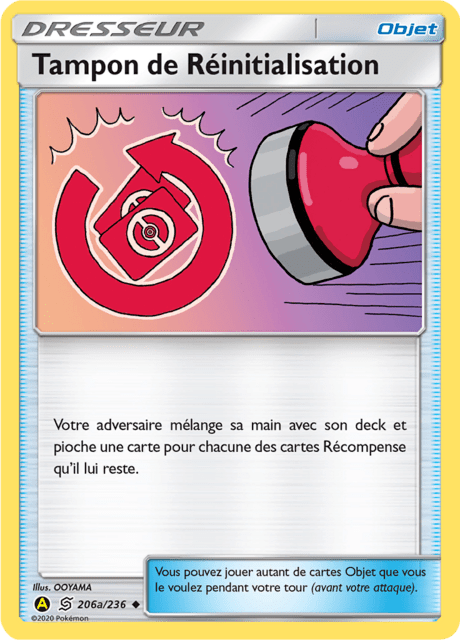 DRESSEUR
Objet
Tampon de Réinitialisation
Votre adversaire mélange sa main avec son deck et
pioche une carte pour chacune des cartes Récompense
qu'il lui reste.
Illus. OOYAMA
Vous pouvez jouer autant de cartes Objet que vous
le voulez pendant votre tour (avant votre attaque).
A 206a/236
©2020 Pokémon